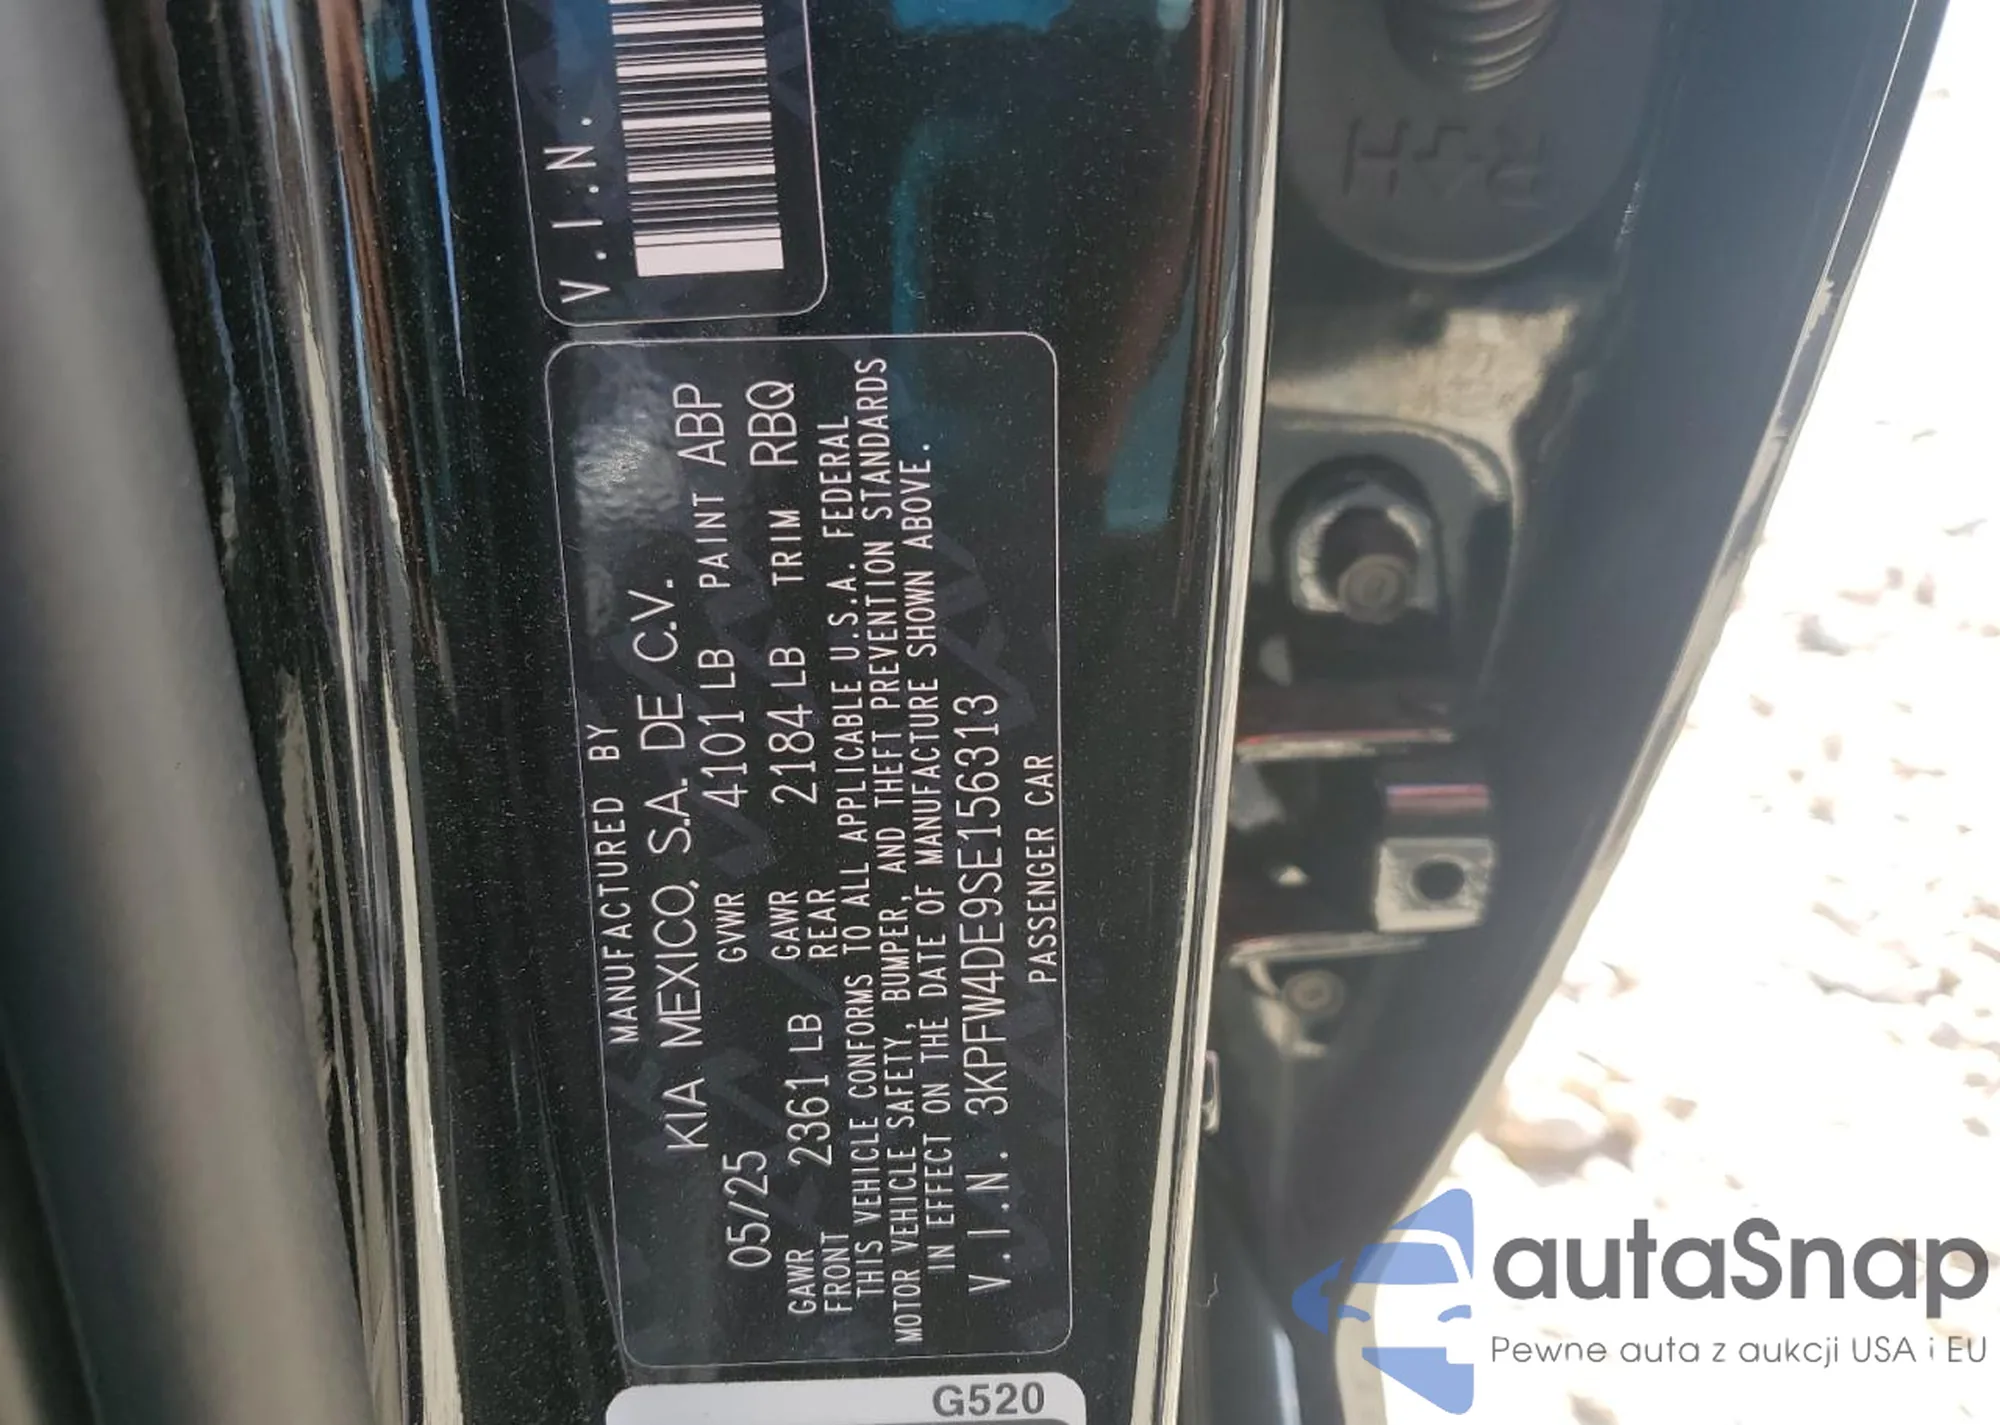 V.I.N.
MANUFACTURED BY
KIA MEXICO, S.A. DE C.V.
05/25 GVWR 4101 LB PAINT ABP
GAWR FRONT 2361 LB GAWR REAR 2184 LB TRIM RBQ
THIS VEHICLE CONFORMS TO ALL APPLICABLE U.S.A. FEDERAL
MOTOR VEHICLE SAFETY, BUMPER, AND THEFT PREVENTION STANDARDS
IN EFFECT ON THE DATE OF MANUFACTURE SHOWN ABOVE.
V.I.N. 3KPFW4DE9SE156313
PASSENGER CAR
G520
autaSnap
Pewne auta z aukcji USA i EU